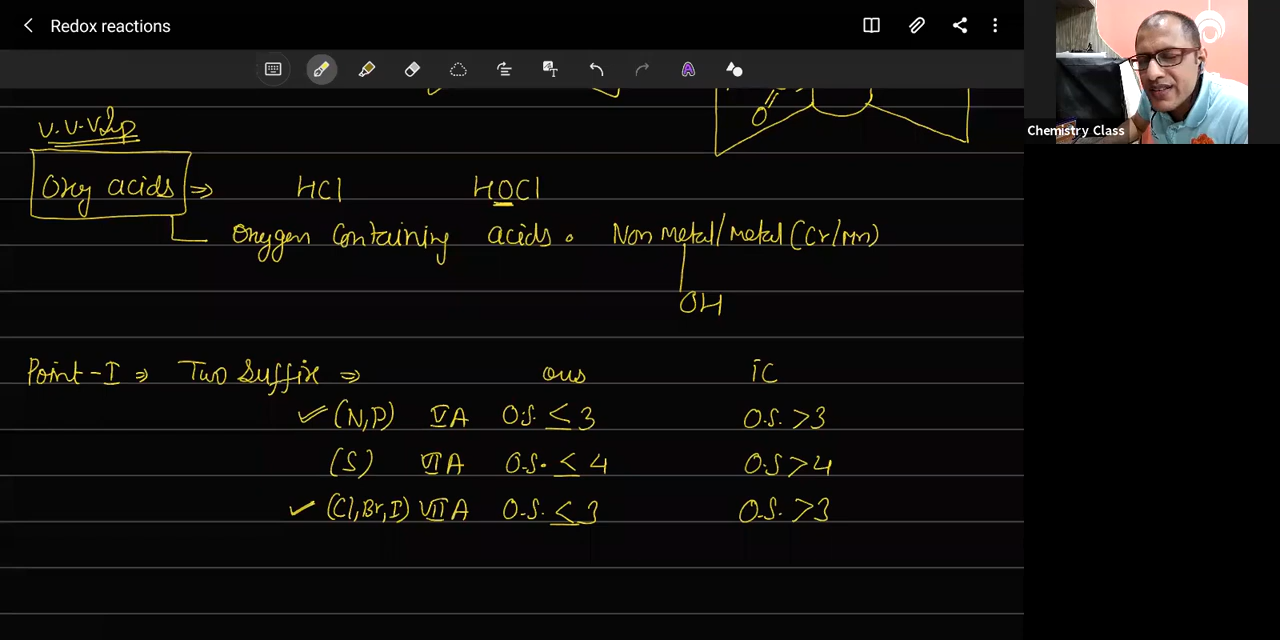 Redox reactions
Chemistry Class
V.V.V Imp
Oxy acids ⇒ HCl HOCl
Oxygen containing acids. Non metal/metal (Cr/Mn)
OH
Point-I ⇒ Two Suffix ⇒ ous ic
✓(N,P) VA O.S. ≤ 3 O.S. >3
(S) VIA O.S. ≤ 4 O.S >4
✓(Cl,Br,I) VIIA O.S. ≤3 O.S. >3